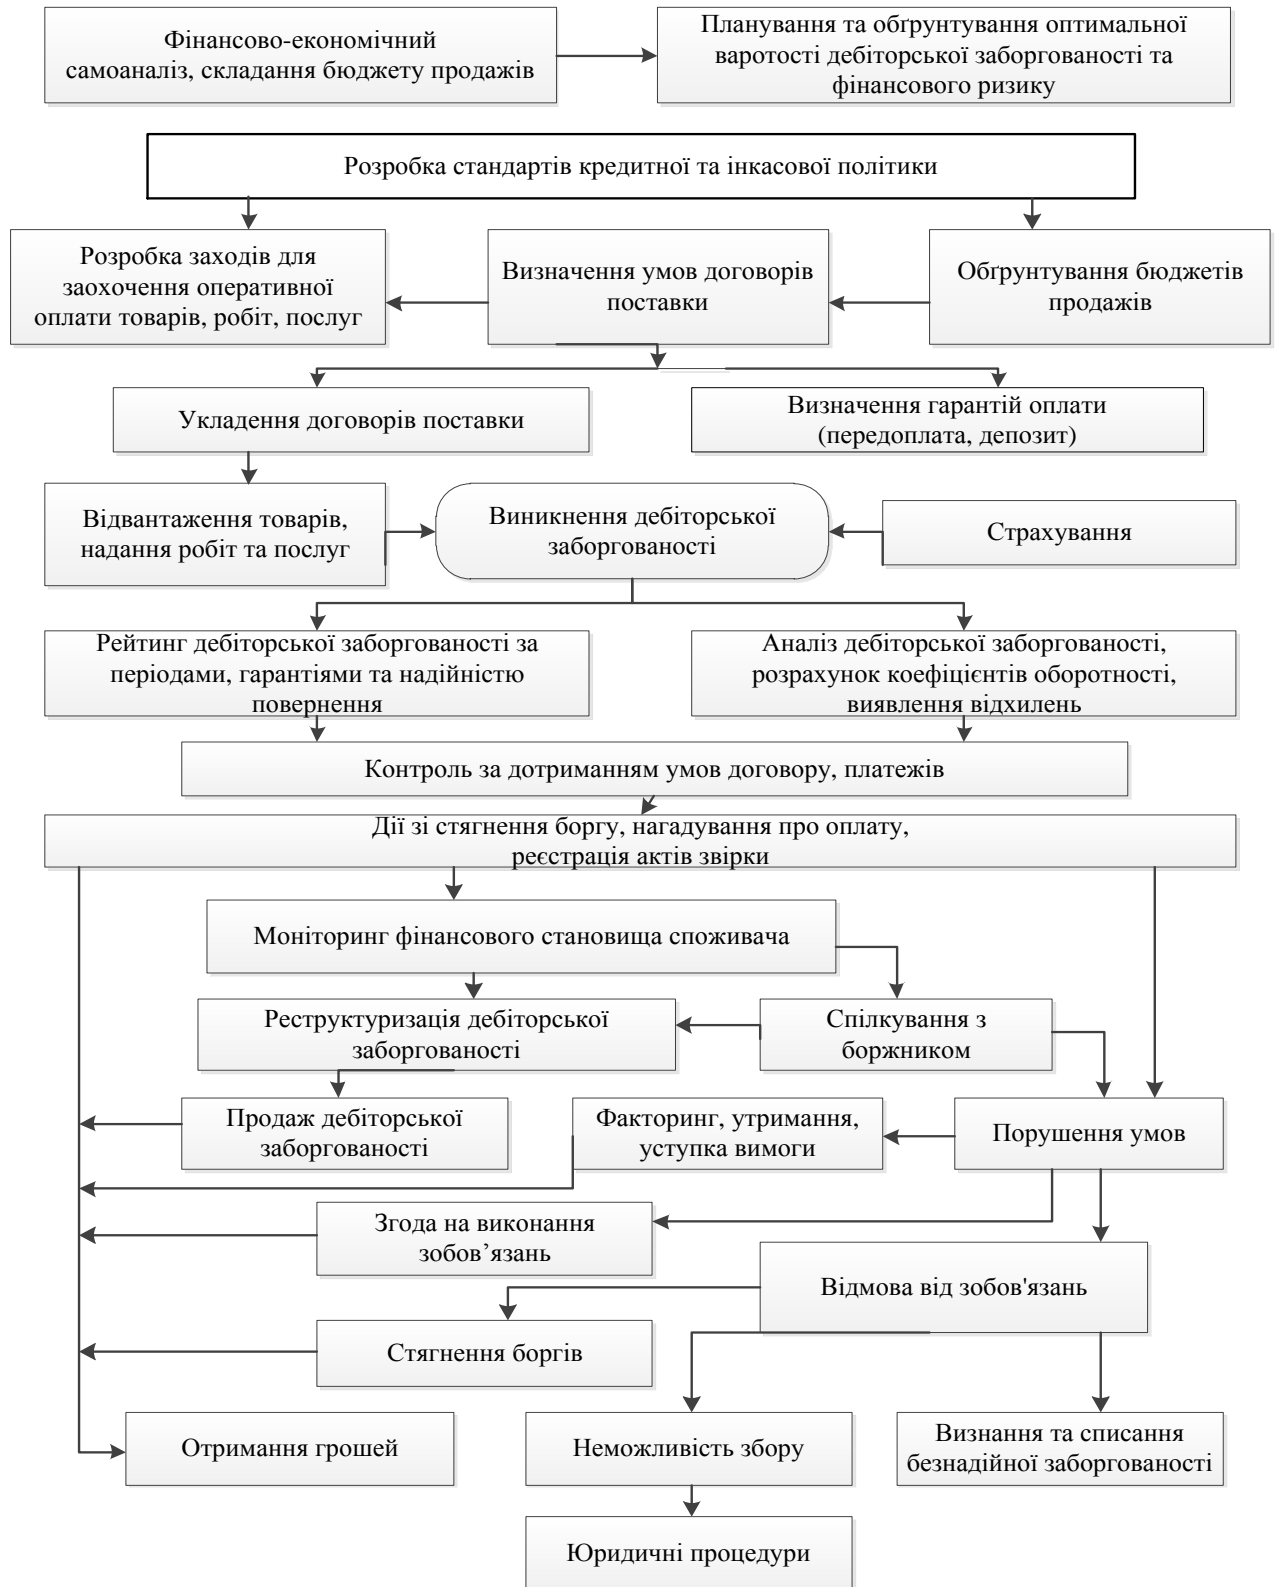 Фінансово-економічний
самоаналіз, складання бюджету продажів
Планування та обґрунтування оптимальної
варотості дебіторської заборгованості та
фінансового ризику
Розробка стандартів кредитної та інкасової політики
Розробка заходів для
заохочення оперативної
оплати товарів, робіт, послуг
Визначення умов договорів
поставки
Обґрунтування бюджетів
продажів
Укладення договорів поставки
Визначення гарантій оплати
(передоплата, депозит)
Відвантаження товарів,
надання робіт та послуг
Виникнення дебіторської
заборгованості
Страхування
Рейтинг дебіторської заборгованості за
періодами, гарантіями та надійністю
повернення
Аналіз дебіторської заборгованості,
розрахунок коефіцієнтів оборотності,
виявлення відхилень
Контроль за дотриманням умов договору, платежів
Дії зі стягнення боргу, нагадування про оплату,
реєстрація актів звірки
Моніторинг фінансового становища споживача
Реструктуризація дебіторської
заборгованості
Спілкування з
боржником
Продаж дебіторської
заборгованості
Факторинг, утримання,
уступка вимоги
Порушення умов
Згода на виконання
зобов’язань
Відмова від зобов'язань
Стягнення боргів
Отримання грошей
Неможливість збору
Визнання та списання
безнадійної заборгованості
Юридичні процедури